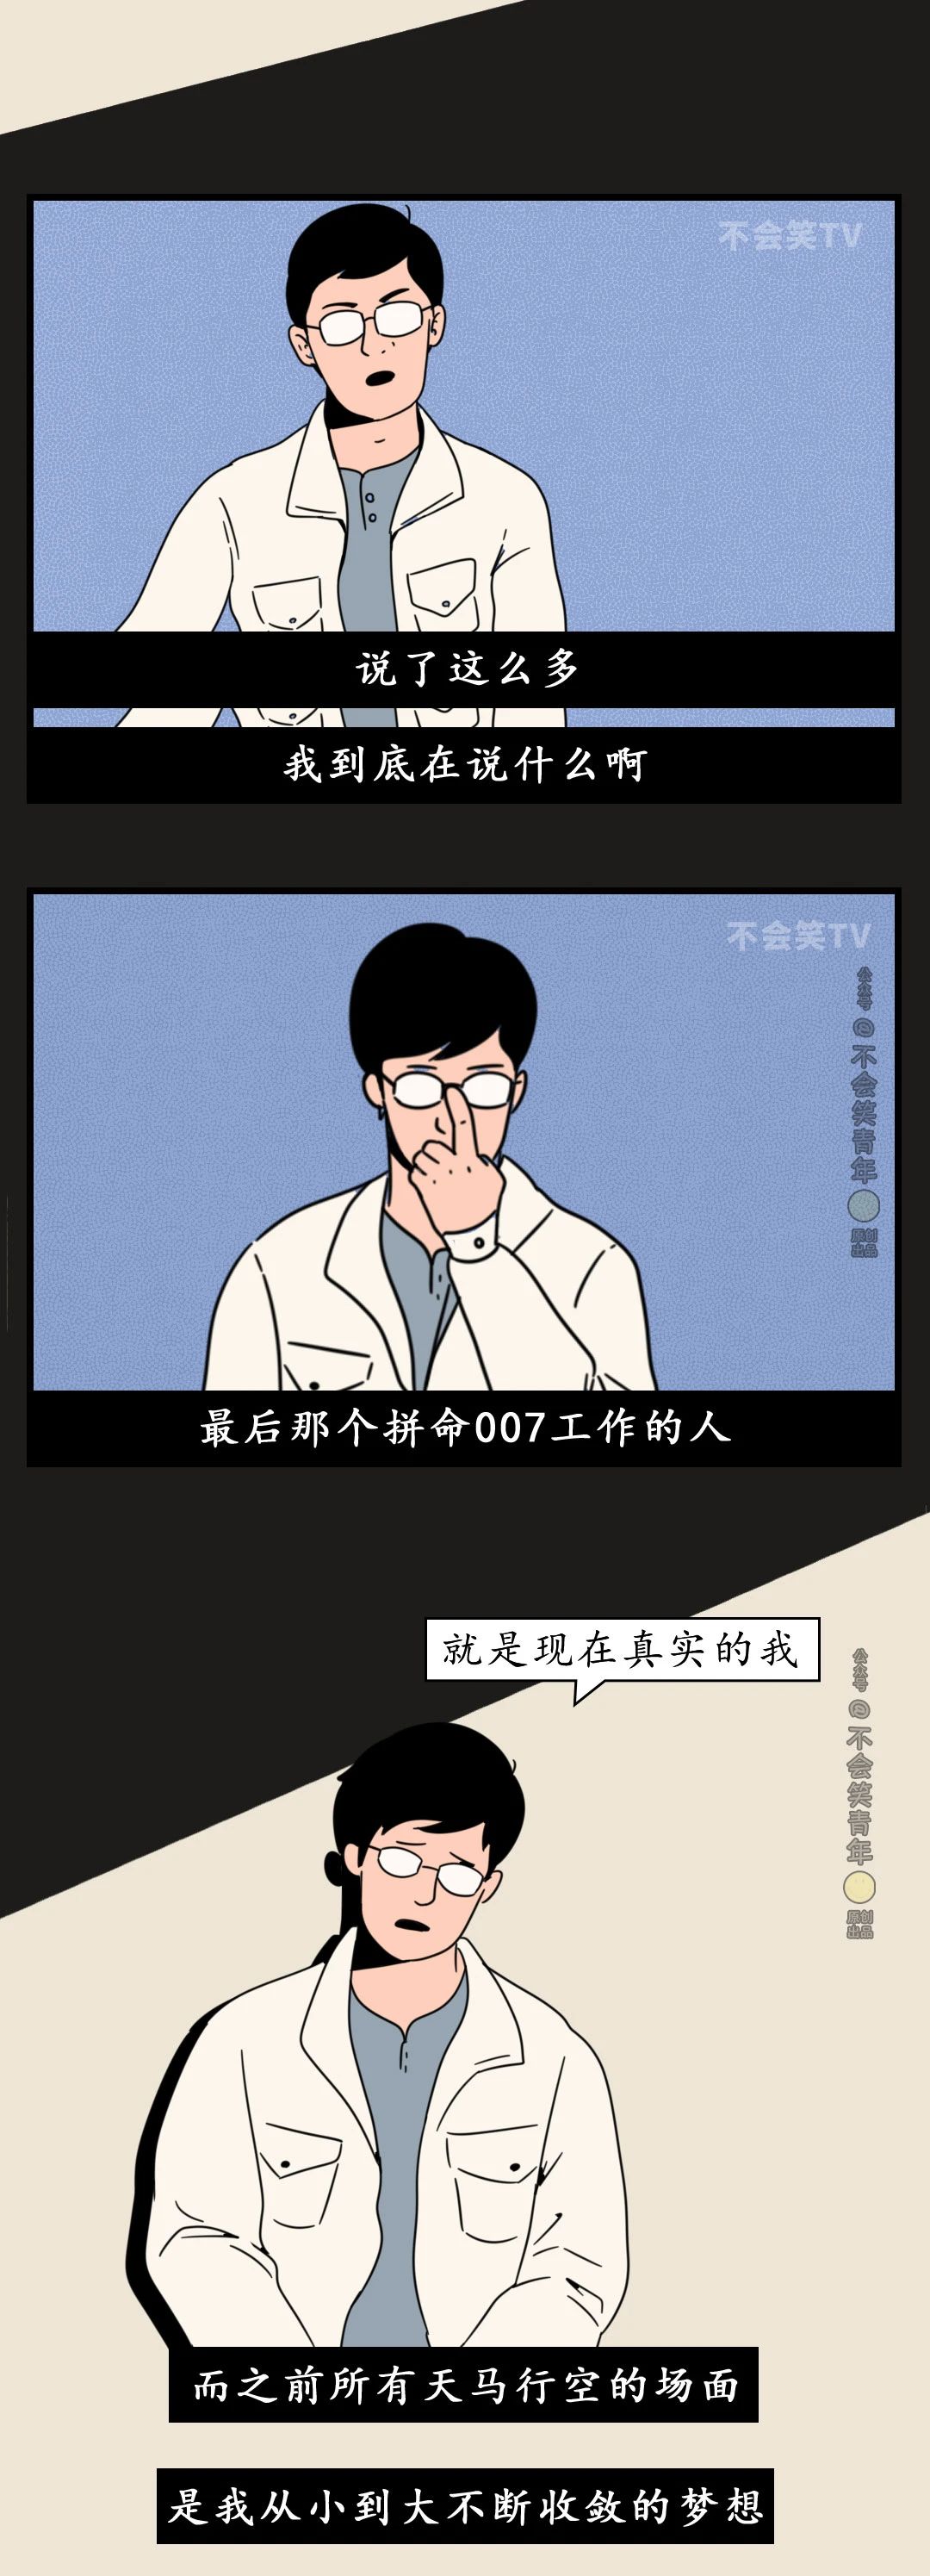 不会笑TV
说了这么多
我到底在说什么啊
不会笑TV
公众号@不会笑青年
原创出品
最后那个拼命007工作的人
就是现在真实的我
公众号@不会笑青年
原创出品
而之前所有天马行空的场面
是我从小到大不断收敛的梦想